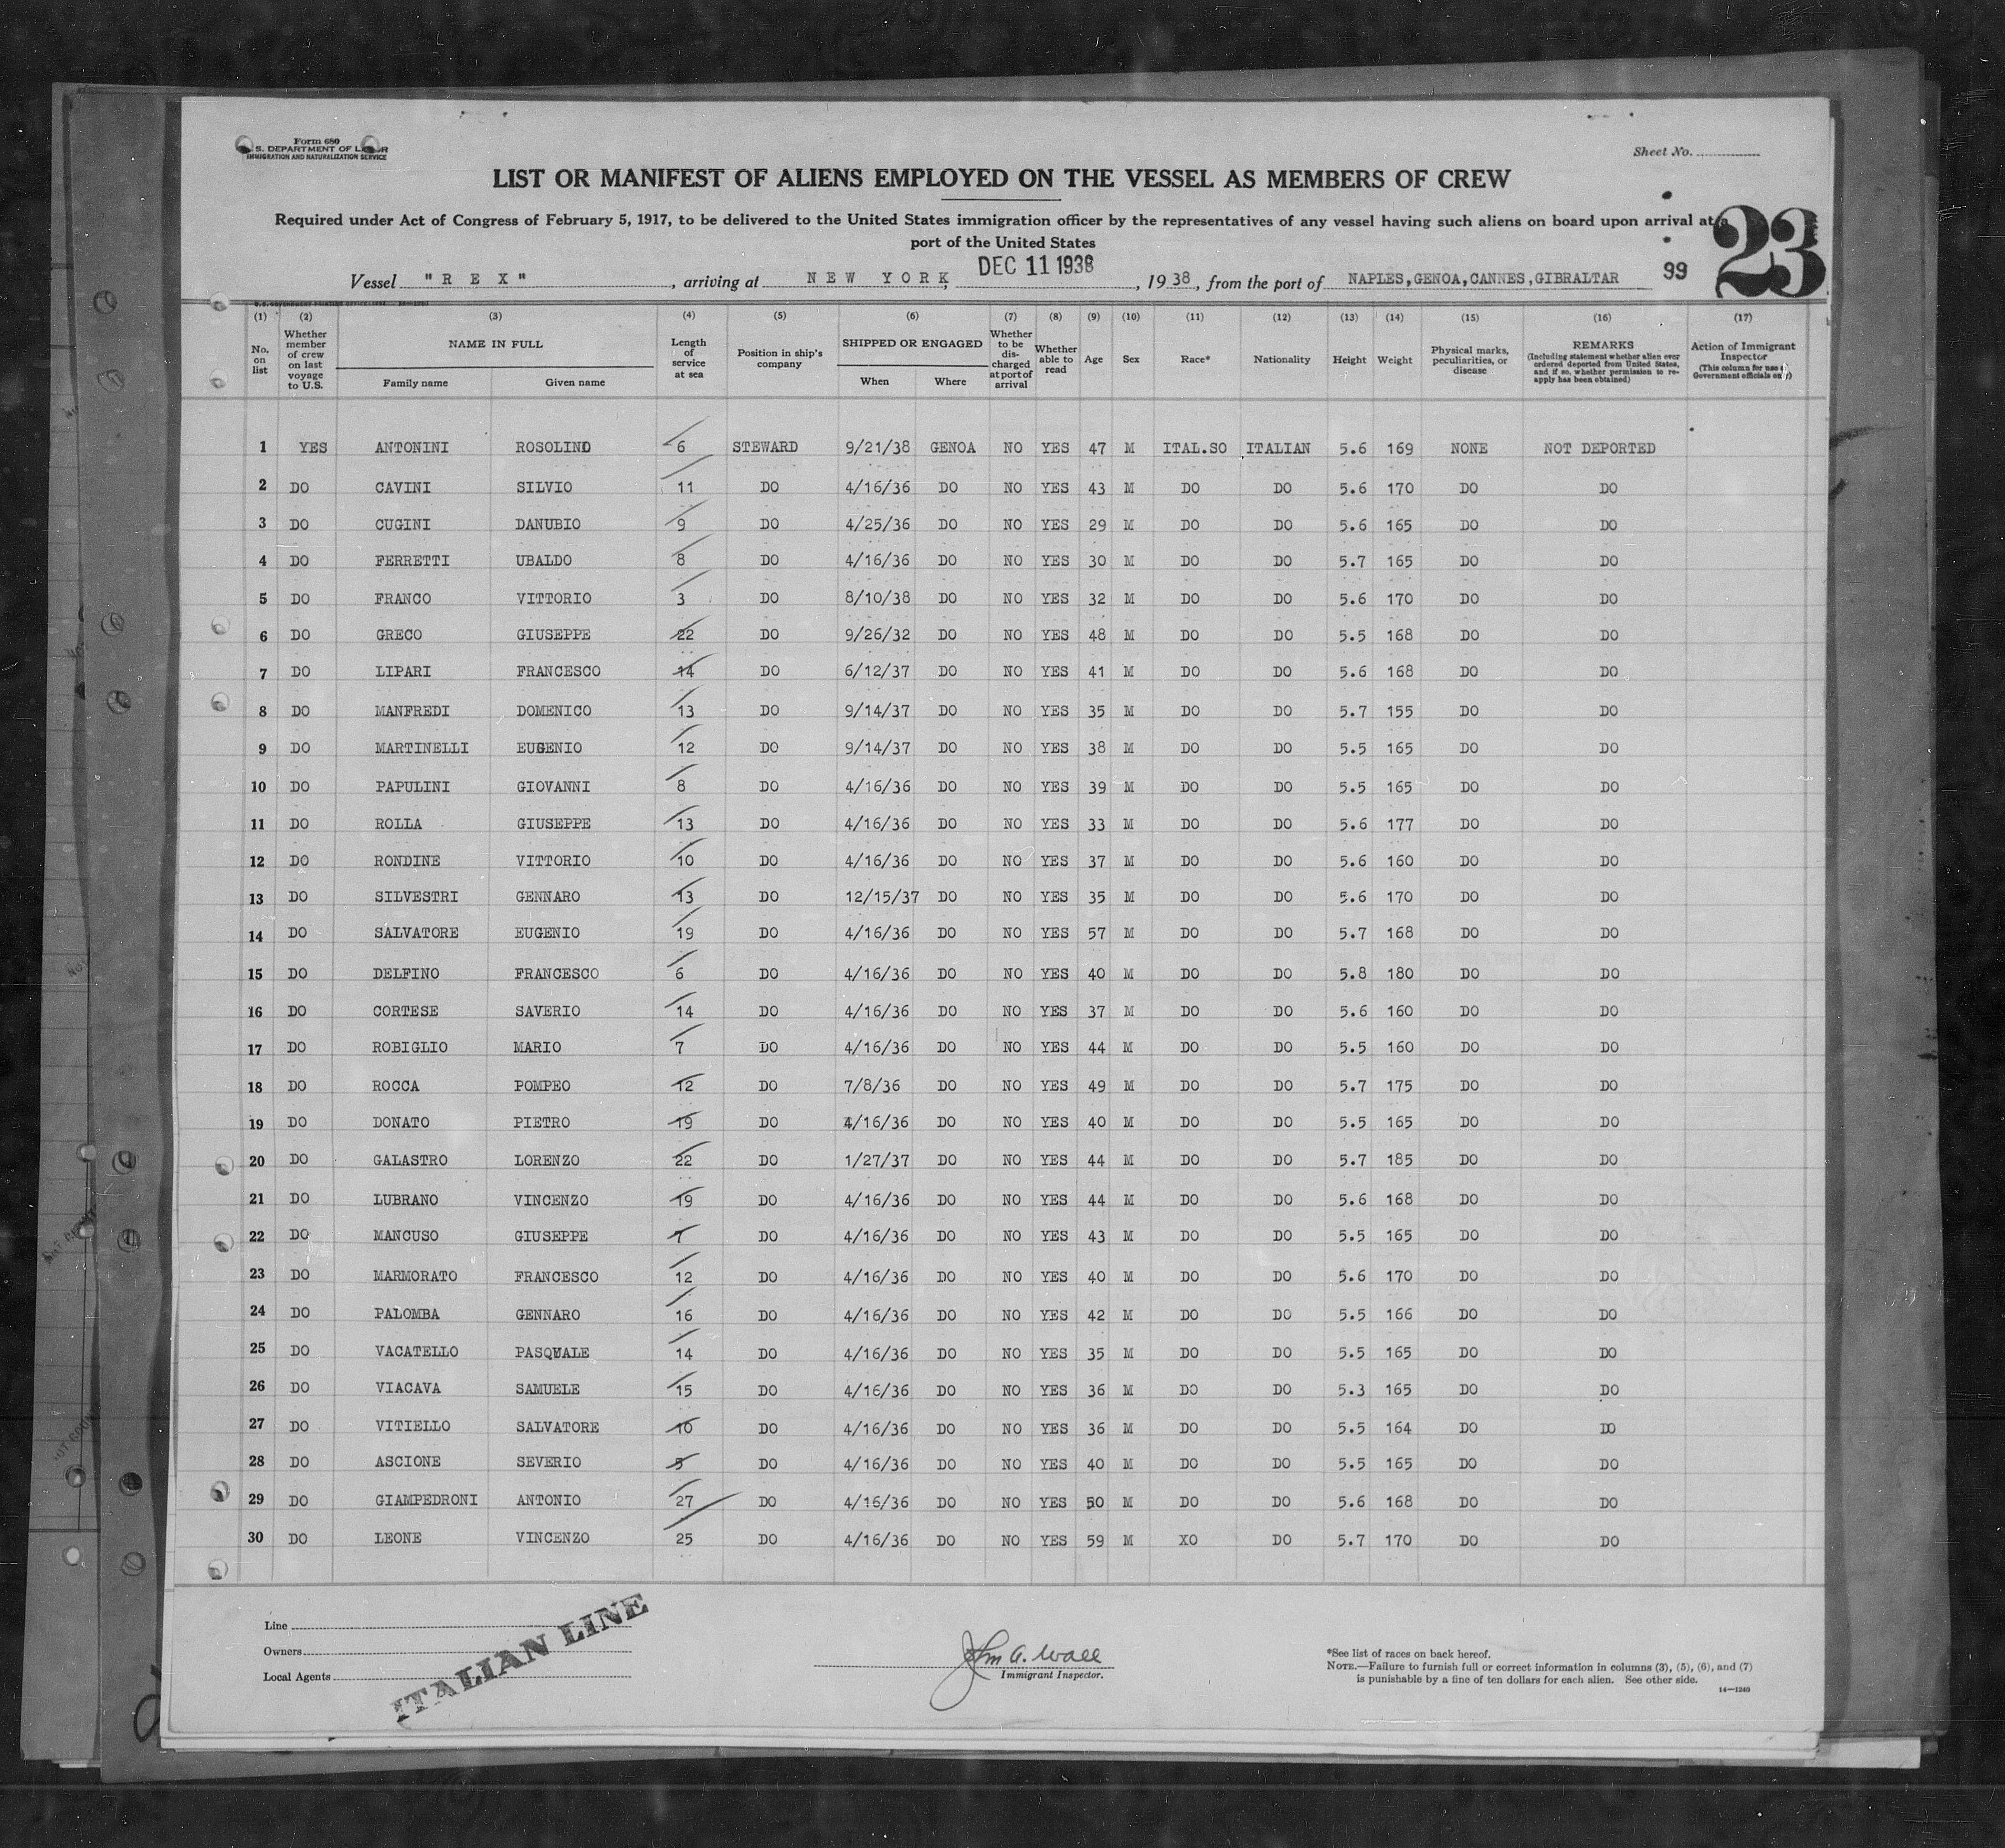 Form 680
S. DEPARTMENT OF L R
IMMIGRATION AND NATURALIZATION SERVICE
Sheet No.
LIST OR MANIFEST OF ALIENS EMPLOYED ON THE VESSEL AS MEMBERS OF CREW
Required under Act of Congress of February 5, 1917, to be delivered to the United States immigration officer by the representatives of any vessel having such aliens on board upon arrival at a
port of the United States
23
Vessel "REX", arriving at NEW YORK, DEC 11 1938, 1938, from the port of NAPLES,GENOA,CANNES,GIBRALTAR 99
(1) (2) (3) (4) (5) (6) (7) (8) (9) (10) (11) (12) (13) (14) (15) (16) (17)
No. on list Whether member of crew on last voyage to U.S. NAME IN FULL Family name Given name Length of service at sea Position in ship's company SHIPPED OR ENGAGED When Where Whether to be discharged at port of arrival Whether able to read Age Sex Race* Nationality Height Weight Physical marks, peculiarities, or disease REMARKS (Including statement whether alien ever ordered deported from United States, and if so, whether permission to re-apply has been obtained) Action of Immigrant Inspector (This column for use of Government officials only)
1 YES ANTONINI ROSOLINO 6 STEWARD 9/21/38 GENOA NO YES 47 M ITAL.SO ITALIAN 5.6 169 NONE NOT DEPORTED
2 DO CAVINI SILVIO 11 DO 4/16/36 DO NO YES 43 M DO DO 5.6 170 DO DO
3 DO CUGINI DANUBIO 9 DO 4/25/36 DO NO YES 29 M DO DO 5.6 165 DO DO
4 DO FERRETTI UBALDO 8 DO 4/16/36 DO NO YES 30 M DO DO 5.7 165 DO DO
5 DO FRANCO VITTORIO 3 DO 8/10/38 DO NO YES 32 M DO DO 5.6 170 DO DO
6 DO GRECO GIUSEPPE 22 DO 9/26/32 DO NO YES 48 M DO DO 5.5 168 DO DO
7 DO LIPARI FRANCESCO 14 DO 6/12/37 DO NO YES 41 M DO DO 5.6 168 DO DO
8 DO MANFREDI DOMENICO 13 DO 9/14/37 DO NO YES 35 M DO DO 5.7 155 DO DO
9 DO MARTINELLI EUGENIO 12 DO 9/14/37 DO NO YES 38 M DO DO 5.5 165 DO DO
10 DO PAPULINI GIOVANNI 8 DO 4/16/36 DO NO YES 39 M DO DO 5.5 165 DO DO
11 DO ROLLA GIUSEPPE 13 DO 4/16/36 DO NO YES 33 M DO DO 5.6 177 DO DO
12 DO RONDINE VITTORIO 10 DO 4/16/36 DO NO YES 37 M DO DO 5.6 160 DO DO
13 DO SILVESTRI GENNARO 13 DO 12/15/37 DO NO YES 35 M DO DO 5.6 170 DO DO
14 DO SALVATORE EUGENIO 19 DO 4/16/36 DO NO YES 57 M DO DO 5.7 168 DO DO
15 DO DELFINO FRANCESCO 6 DO 4/16/36 DO NO YES 40 M DO DO 5.8 180 DO DO
16 DO CORTESE SAVERIO 14 DO 4/16/36 DO NO YES 37 M DO DO 5.6 160 DO DO
17 DO ROBIGLIO MARIO 7 DO 4/16/36 DO NO YES 44 M DO DO 5.5 160 DO DO
18 DO ROCCA POMPEO 12 DO 7/8/36 DO NO YES 49 M DO DO 5.7 175 DO DO
19 DO DONATO PIETRO 19 DO 4/16/36 DO NO YES 40 M DO DO 5.5 165 DO DO
20 DO GALASTRO LORENZO 22 DO 1/27/37 DO NO YES 44 M DO DO 5.7 185 DO DO
21 DO LUBRANO VINCENZO 19 DO 4/16/36 DO NO YES 44 M DO DO 5.6 168 DO DO
22 DO MANCUSO GIUSEPPE 7 DO 4/16/36 DO NO YES 43 M DO DO 5.5 165 DO DO
23 DO MARMORATO FRANCESCO 12 DO 4/16/36 DO NO YES 40 M DO DO 5.6 170 DO DO
24 DO PALOMBA GENNARO 16 DO 4/16/36 DO NO YES 42 M DO DO 5.5 166 DO DO
25 DO VACATELLO PASQUALE 14 DO 4/16/36 DO NO YES 35 M DO DO 5.5 165 DO DO
26 DO VIACAVA SAMUELE 15 DO 4/16/36 DO NO YES 36 M DO DO 5.3 165 DO DO
27 DO VITIELLO SALVATORE 10 DO 4/16/36 DO NO YES 36 M DO DO 5.5 164 DO DO
28 DO ASCIONE SEVERIO 5 DO 4/16/36 DO NO YES 40 M DO DO 5.5 165 DO DO
29 DO GIAMPEDRONI ANTONIO 27 DO 4/16/36 DO NO YES 50 M DO DO 5.6 168 DO DO
30 DO LEONE VINCENZO 25 DO 4/16/36 DO NO YES 59 M XO DO 5.7 170 DO DO
Line
Owners
Local Agents
ITALIAN LINE
John A. Wall
Immigrant Inspector.
*See list of races on back hereof.
NOTE.—Failure to furnish full or correct information in columns (3), (5), (6), and (7)
is punishable by a fine of ten dollars for each alien. See other side.
14—1240